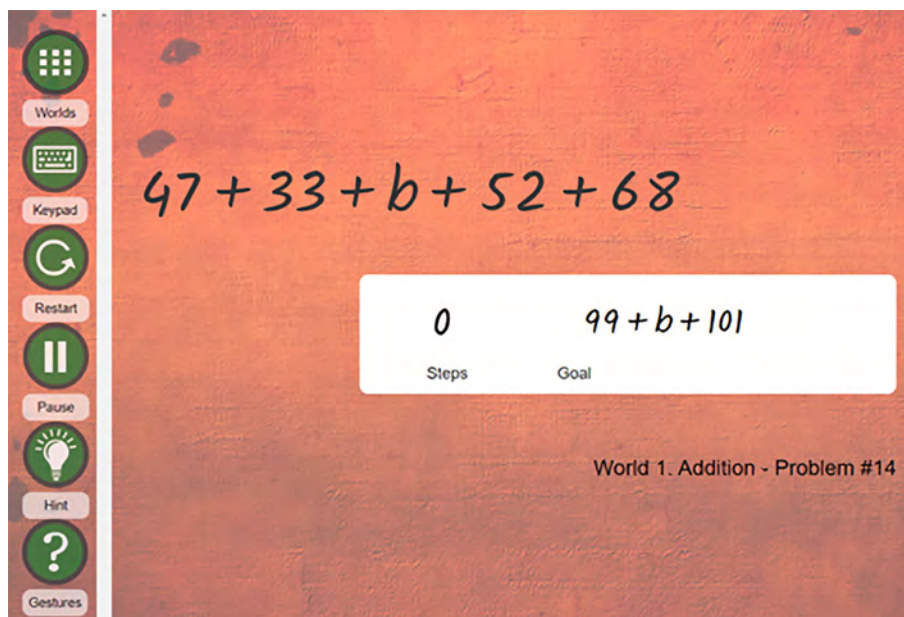 Worlds
Keypad
Restart
Pause
Hint
Gestures
47 + 33 + b + 52 + 68
0 99 + b + 101
Steps Goal
World 1. Addition - Problem #14